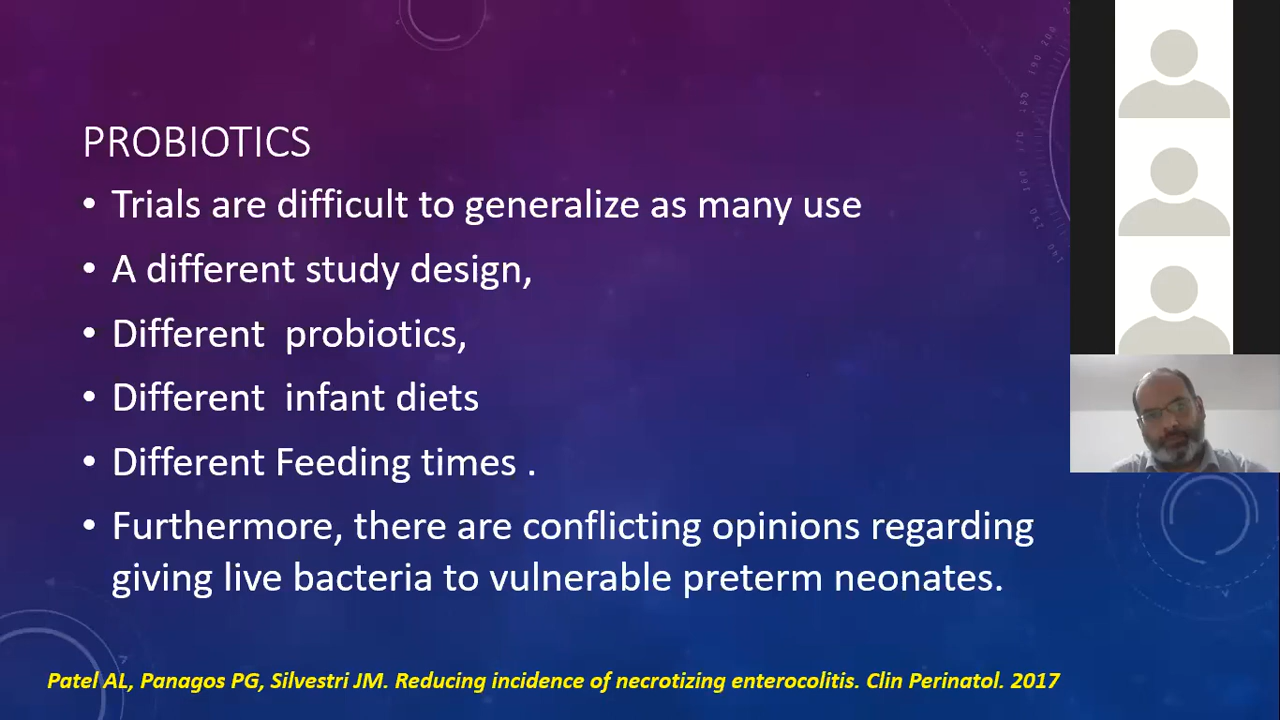 PROBIOTICS
• Trials are difficult to generalize as many use
• A different study design,
• Different probiotics,
• Different infant diets
• Different Feeding times .
• Furthermore, there are conflicting opinions regarding
giving live bacteria to vulnerable preterm neonates.
Patel AL, Panagos PG, Silvestri JM. Reducing incidence of necrotizing enterocolitis. Clin Perinatol. 2017